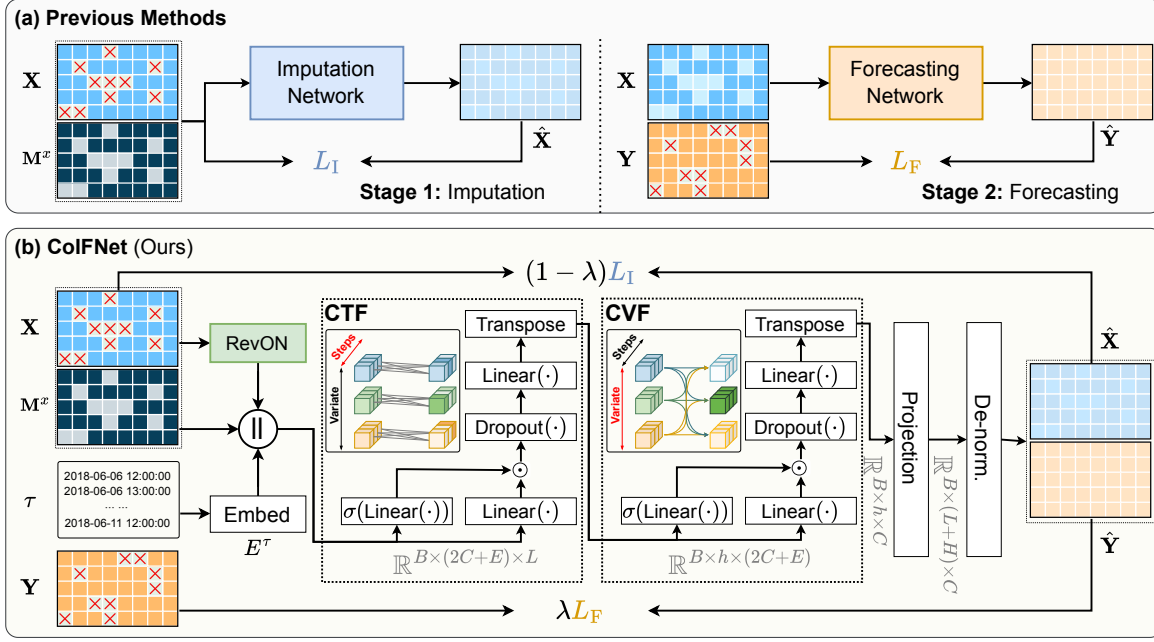 (a) Previous Methods
X
M^x
Imputation
Network
X̂
L_I
Stage 1: Imputation
X
Y
Forecasting
Network
Ŷ
L_F
Stage 2: Forecasting
(b) CoIFNet (Ours)
(1 − λ)L_I
X
M^x
τ
Y
RevON
||
2018-06-06 12:00:00
2018-06-06 13:00:00
... ...
2018-06-11 12:00:00
Embed
E^τ
CTF
Steps
Variate
Transpose
Linear(·)
Dropout(·)
⊙
σ(Linear(·))
Linear(·)
ℝ^{B×(2C+E)×L}
CVF
Steps
Variate
Transpose
Linear(·)
Dropout(·)
⊙
σ(Linear(·))
Linear(·)
ℝ^{B×h×(2C+E)}
ℝ^{B×h×C}
Projection
ℝ^{B×(L+H)×C}
De-norm.
X̂
Ŷ
λL_F